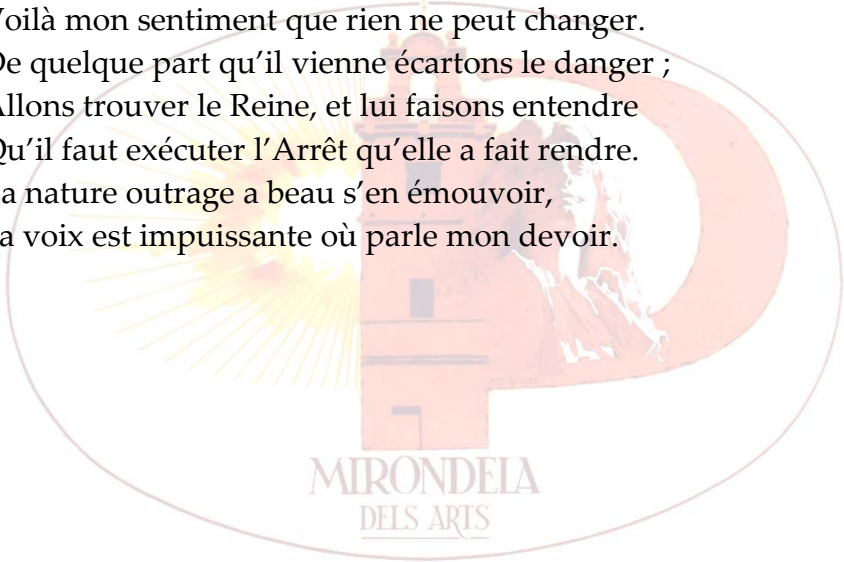 Voilà mon sentiment que rien ne peut changer.
De quelque part qu'il vienne écartons le danger ;
Allons trouver le Reine, et lui faisons entendre
Qu'il faut exécuter l'Arrêt qu'elle a fait rendre.
La nature outrage a beau s'en émouvoir,
a voix est impuissante où parle mon devoir.
MIRONDELA
DELS ARTS